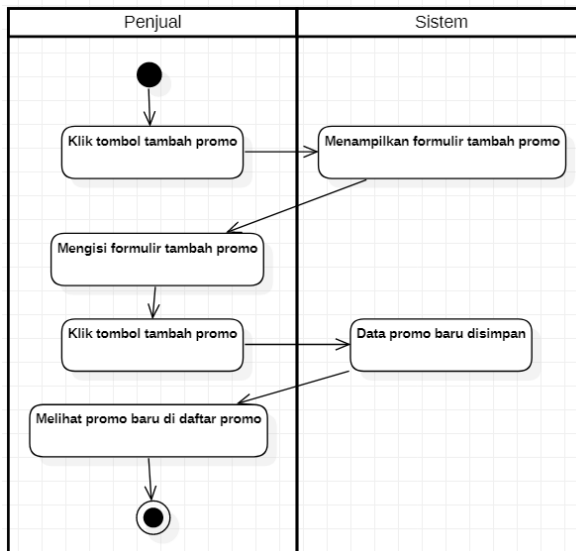 Penjual
Sistem
Klik tombol tambah promo
Menampilkan formulir tambah promo
Mengisi formulir tambah promo
Klik tombol tambah promo
Data promo baru disimpan
Melihat promo baru di daftar promo